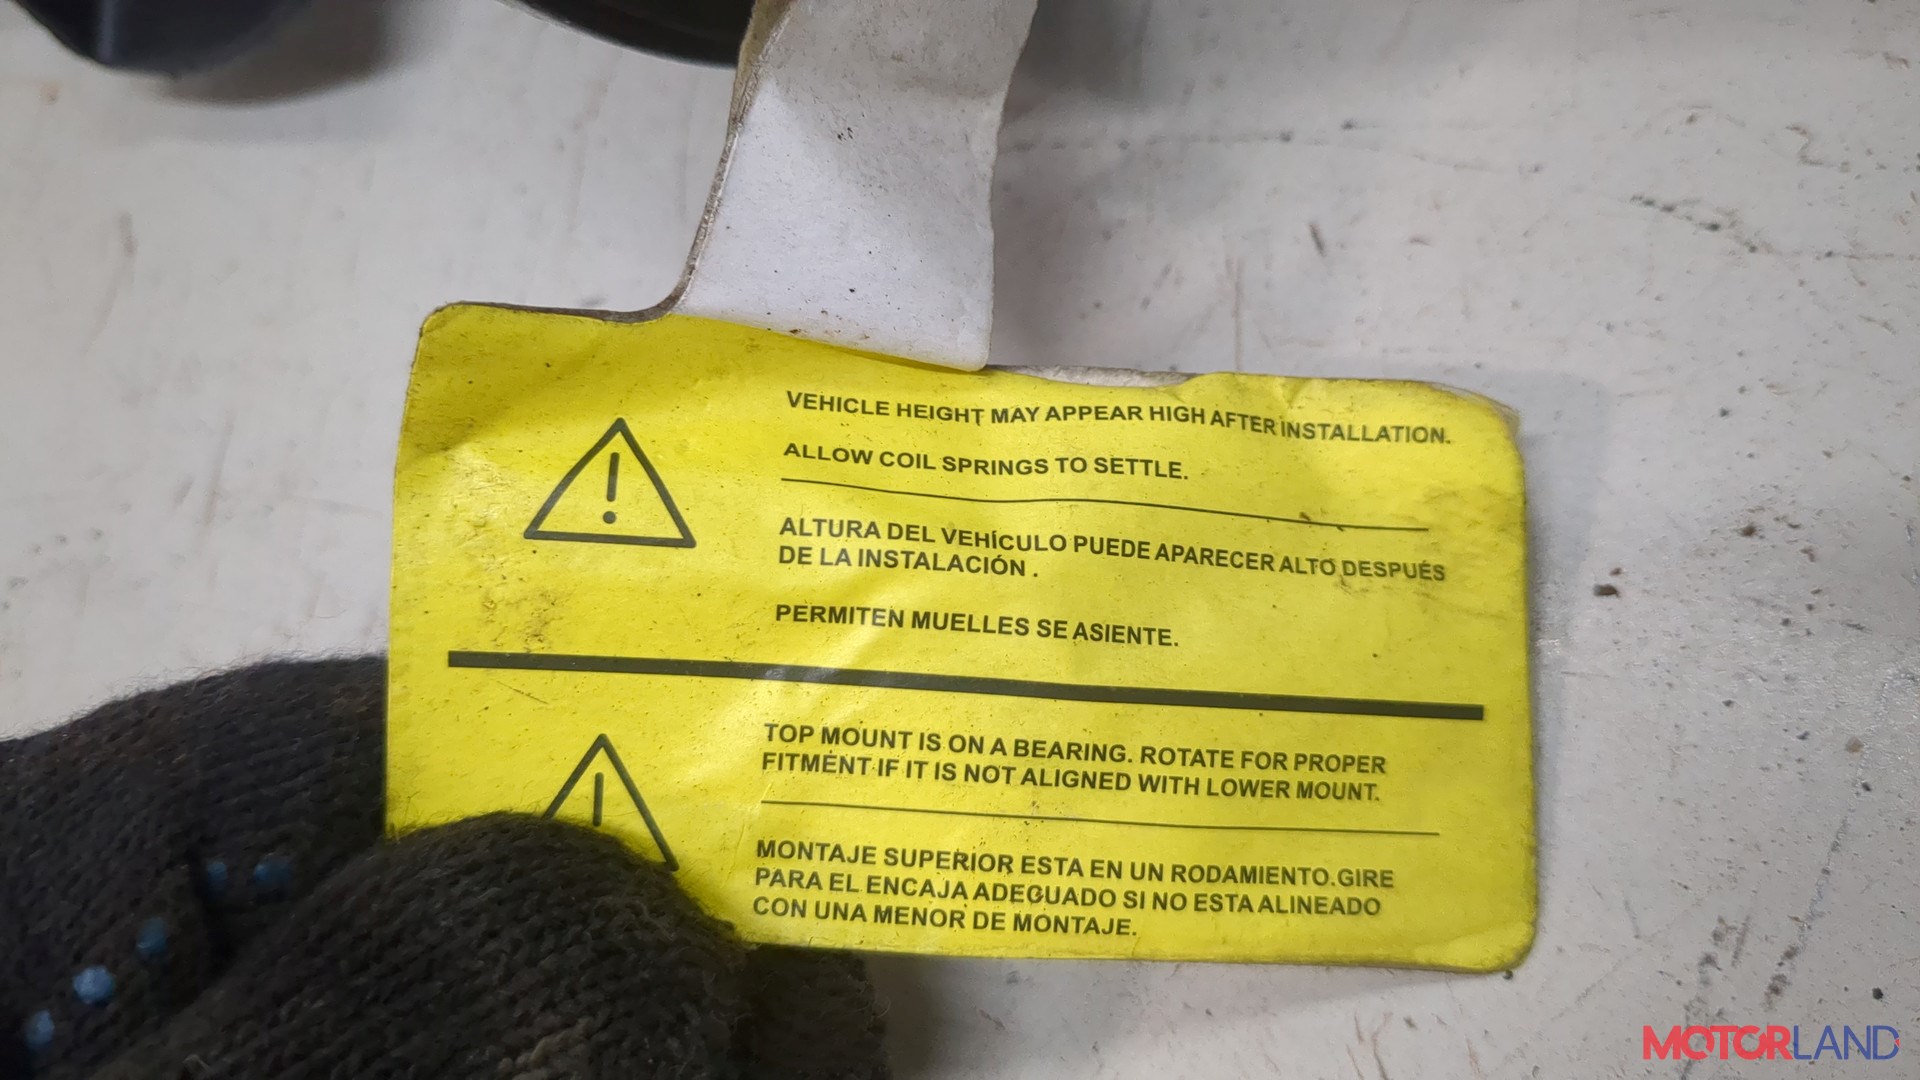 VEHICLE HEIGHT MAY APPEAR HIGH AFTER INSTALLATION.
ALLOW COIL SPRINGS TO SETTLE.
ALTURA DEL VEHÍCULO PUEDE APARECER ALTO DESPUÉS
DE LA INSTALACIÓN .
PERMITEN MUELLES SE ASIENTE.
TOP MOUNT IS ON A BEARING. ROTATE FOR PROPER
FITMENT IF IT IS NOT ALIGNED WITH LOWER MOUNT.
MONTAJE SUPERIOR ESTA EN UN RODAMIENTO.GIRE
PARA EL ENCAJA ADECUADO SI NO ESTA ALINEADO
CON UNA MENOR DE MONTAJE.
MOTORLAND